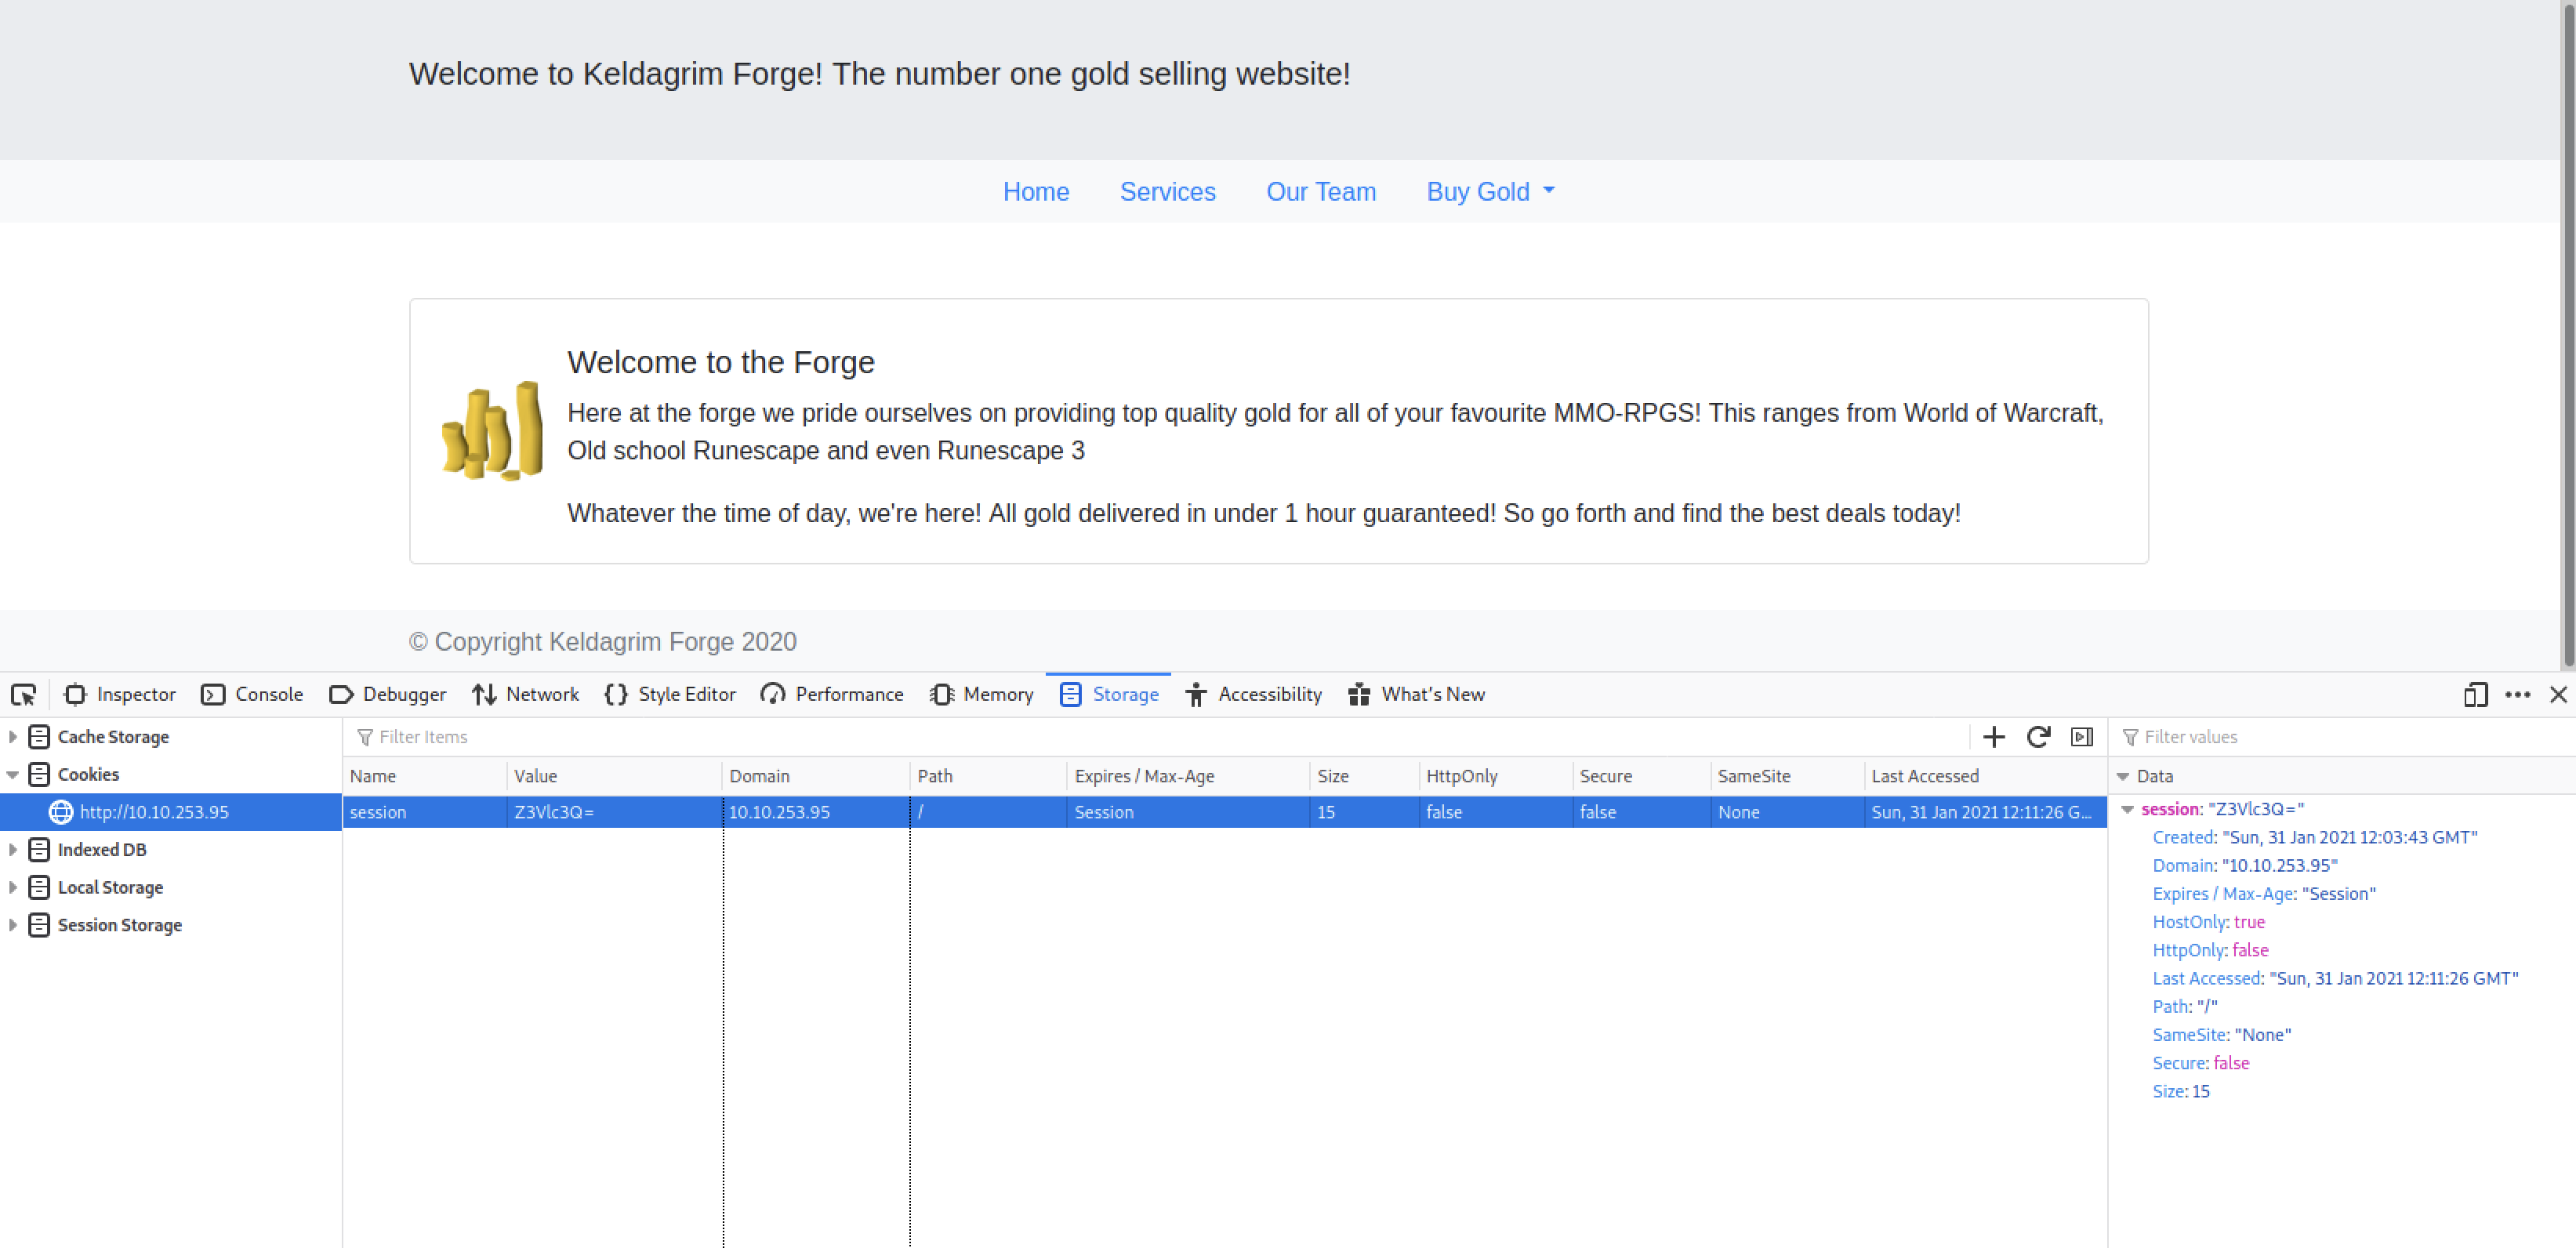 Welcome to Keldagrim Forge! The number one gold selling website!
Home Services Our Team Buy Gold
Welcome to the Forge
Here at the forge we pride ourselves on providing top quality gold for all of your favourite MMO-RPGS! This ranges from World of Warcraft,
Old school Runescape and even Runescape 3
Whatever the time of day, we're here! All gold delivered in under 1 hour guaranteed! So go forth and find the best deals today!
© Copyright Keldagrim Forge 2020
Inspector Console Debugger Network Style Editor Performance Memory Storage Accessibility What's New
Cache Storage
Cookies
http://10.10.253.95
Indexed DB
Local Storage
Session Storage
Filter Items
Name Value Domain Path Expires / Max-Age Size HttpOnly Secure SameSite Last Accessed
session Z3Vlc3Q= 10.10.253.95 / Session 15 false false None Sun, 31 Jan 2021 12:11:26 G...
Filter values
Data
session: "Z3Vlc3Q="
Created: "Sun, 31 Jan 2021 12:03:43 GMT"
Domain: "10.10.253.95"
Expires / Max-Age: "Session"
HostOnly: true
HttpOnly: false
Last Accessed: "Sun, 31 Jan 2021 12:11:26 GMT"
Path: "/"
SameSite: "None"
Secure: false
Size: 15